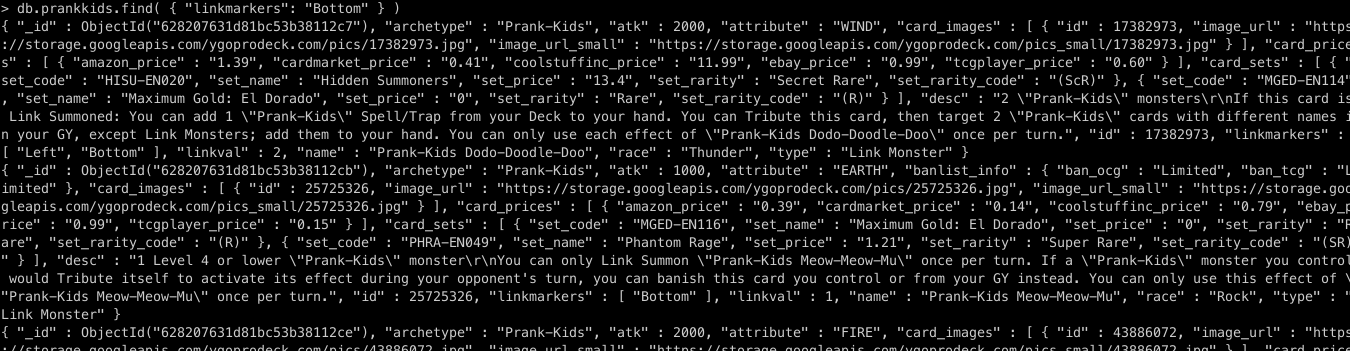 > db.prankkids.find( { "linkmarkers": "Bottom" } )
{ "_id" : ObjectId("628207631d81bc53b38112c7"), "archetype" : "Prank-Kids", "atk" : 2000, "attribute" : "WIND", "card_images" : [ { "id" : 17382973, "image_url" : "https
://storage.googleapis.com/ygoprodeck.com/pics/17382973.jpg", "image_url_small" : "https://storage.googleapis.com/ygoprodeck.com/pics_small/17382973.jpg" } ], "card_price
s" : [ { "amazon_price" : "1.39", "cardmarket_price" : "0.41", "coolstuffinc_price" : "11.99", "ebay_price" : "0.99", "tcgplayer_price" : "0.60" } ], "card_sets" : [ { "
set_code" : "HISU-EN020", "set_name" : "Hidden Summoners", "set_price" : "13.4", "set_rarity" : "Secret Rare", "set_rarity_code" : "(ScR)" }, { "set_code" : "MGED-EN114"
, "set_name" : "Maximum Gold: El Dorado", "set_price" : "0", "set_rarity" : "Rare", "set_rarity_code" : "(R)" } ], "desc" : "2 \"Prank-Kids\" monsters\r\nIf this card is
Link Summoned: You can add 1 \"Prank-Kids\" Spell/Trap from your Deck to your hand. You can Tribute this card, then target 2 \"Prank-Kids\" cards with different names i
n your GY, except Link Monsters; add them to your hand. You can only use each effect of \"Prank-Kids Dodo-Doodle-Doo\" once per turn.", "id" : 17382973, "linkmarkers" :
[ "Left", "Bottom" ], "linkval" : 2, "name" : "Prank-Kids Dodo-Doodle-Doo", "race" : "Thunder", "type" : "Link Monster" }
{ "_id" : ObjectId("628207631d81bc53b38112cb"), "archetype" : "Prank-Kids", "atk" : 1000, "attribute" : "EARTH", "banlist_info" : { "ban_ocg" : "Limited", "ban_tcg" : "L
imited" }, "card_images" : [ { "id" : 25725326, "image_url" : "https://storage.googleapis.com/ygoprodeck.com/pics/25725326.jpg", "image_url_small" : "https://storage.goo
gleapis.com/ygoprodeck.com/pics_small/25725326.jpg" } ], "card_prices" : [ { "amazon_price" : "0.39", "cardmarket_price" : "0.14", "coolstuffinc_price" : "0.79", "ebay_p
rice" : "0.99", "tcgplayer_price" : "0.15" } ], "card_sets" : [ { "set_code" : "MGED-EN116", "set_name" : "Maximum Gold: El Dorado", "set_price" : "0", "set_rarity" : "R
are", "set_rarity_code" : "(R)" }, { "set_code" : "PHRA-EN049", "set_name" : "Phantom Rage", "set_price" : "1.21", "set_rarity" : "Super Rare", "set_rarity_code" : "(SR)
" } ], "desc" : "1 Level 4 or lower \"Prank-Kids\" monster\r\nYou can only Link Summon \"Prank-Kids Meow-Meow-Mu\" once per turn. If a \"Prank-Kids\" monster you control
would Tribute itself to activate its effect during your opponent's turn, you can banish this card you control or from your GY instead. You can only use this effect of \
"Prank-Kids Meow-Meow-Mu\" once per turn.", "id" : 25725326, "linkmarkers" : [ "Bottom" ], "linkval" : 1, "name" : "Prank-Kids Meow-Meow-Mu", "race" : "Rock", "type" : "
Link Monster" }
{ "_id" : ObjectId("628207631d81bc53b38112ce"), "archetype" : "Prank-Kids", "atk" : 2000, "attribute" : "FIRE", "card_images" : [ { "id" : 43886072, "image_url" : "https
://storage.googleapis.com/ygoprodeck.com/pics/43886072.jpg", "image_url_small" : "https://storage.googleapis.com/ygoprodeck.com/pics_small/43886072.jpg" } ], "card_price